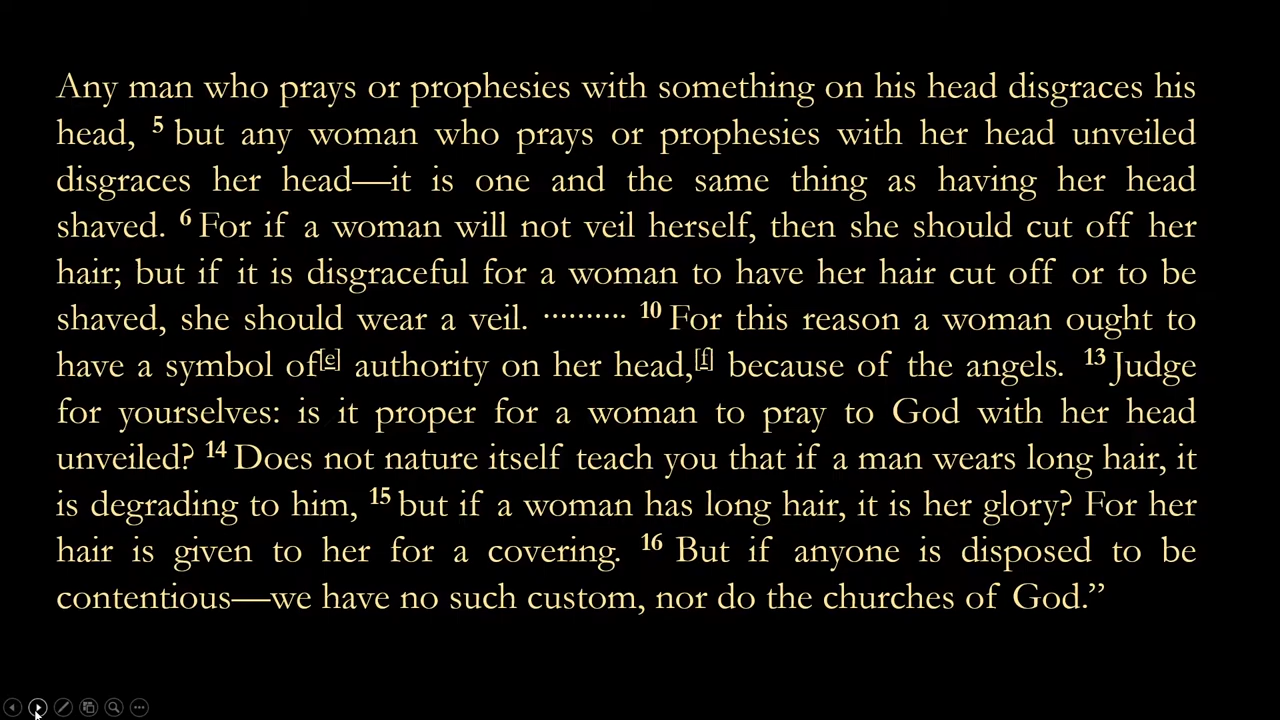 Any man who prays or prophesies with something on his head disgraces his
head, 5 but any woman who prays or prophesies with her head unveiled
disgraces her head—it is one and the same thing as having her head
shaved. 6 For if a woman will not veil herself, then she should cut off her
hair; but if it is disgraceful for a woman to have her hair cut off or to be
shaved, she should wear a veil. ·········· 10 For this reason a woman ought to
have a symbol of[e] authority on her head,[f] because of the angels. 13 Judge
for yourselves: is it proper for a woman to pray to God with her head
unveiled? 14 Does not nature itself teach you that if a man wears long hair, it
is degrading to him, 15 but if a woman has long hair, it is her glory? For her
hair is given to her for a covering. 16 But if anyone is disposed to be
contentious—we have no such custom, nor do the churches of God.”